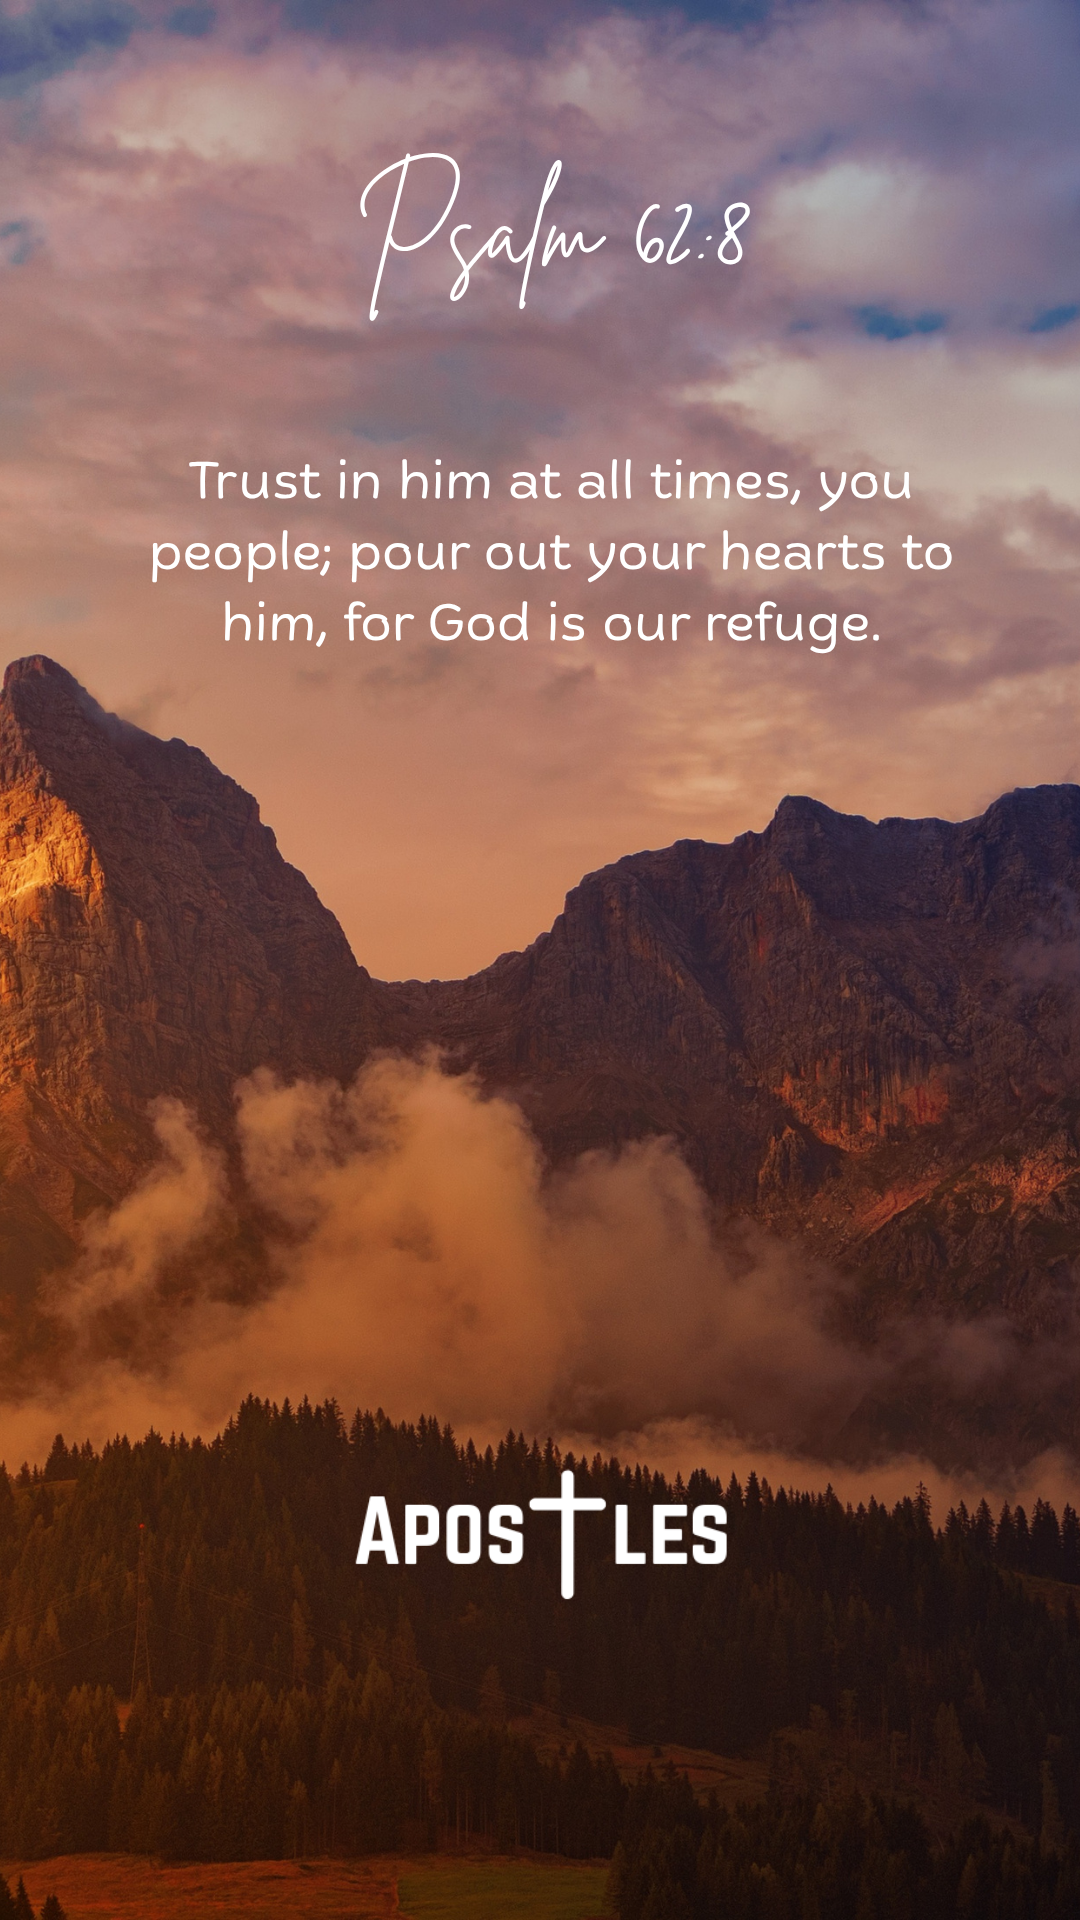 Psalm 62:8
Trust in him at all times, you
people; pour out your hearts to
him, for God is our refuge.
APOSTLES